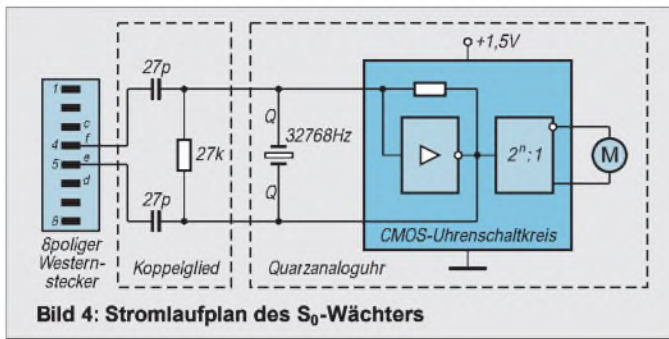 +1,5V
27p
1
c
f
4
e
5
d
8
27k
Q
32768Hz
Q
2ⁿ:1
M
27p
8poliger
Western-
stecker
Koppelglied
Quarzanaloguhr
CMOS-Uhrenschaltkreis
Bild 4: Stromlaufplan des S₀-Wächters